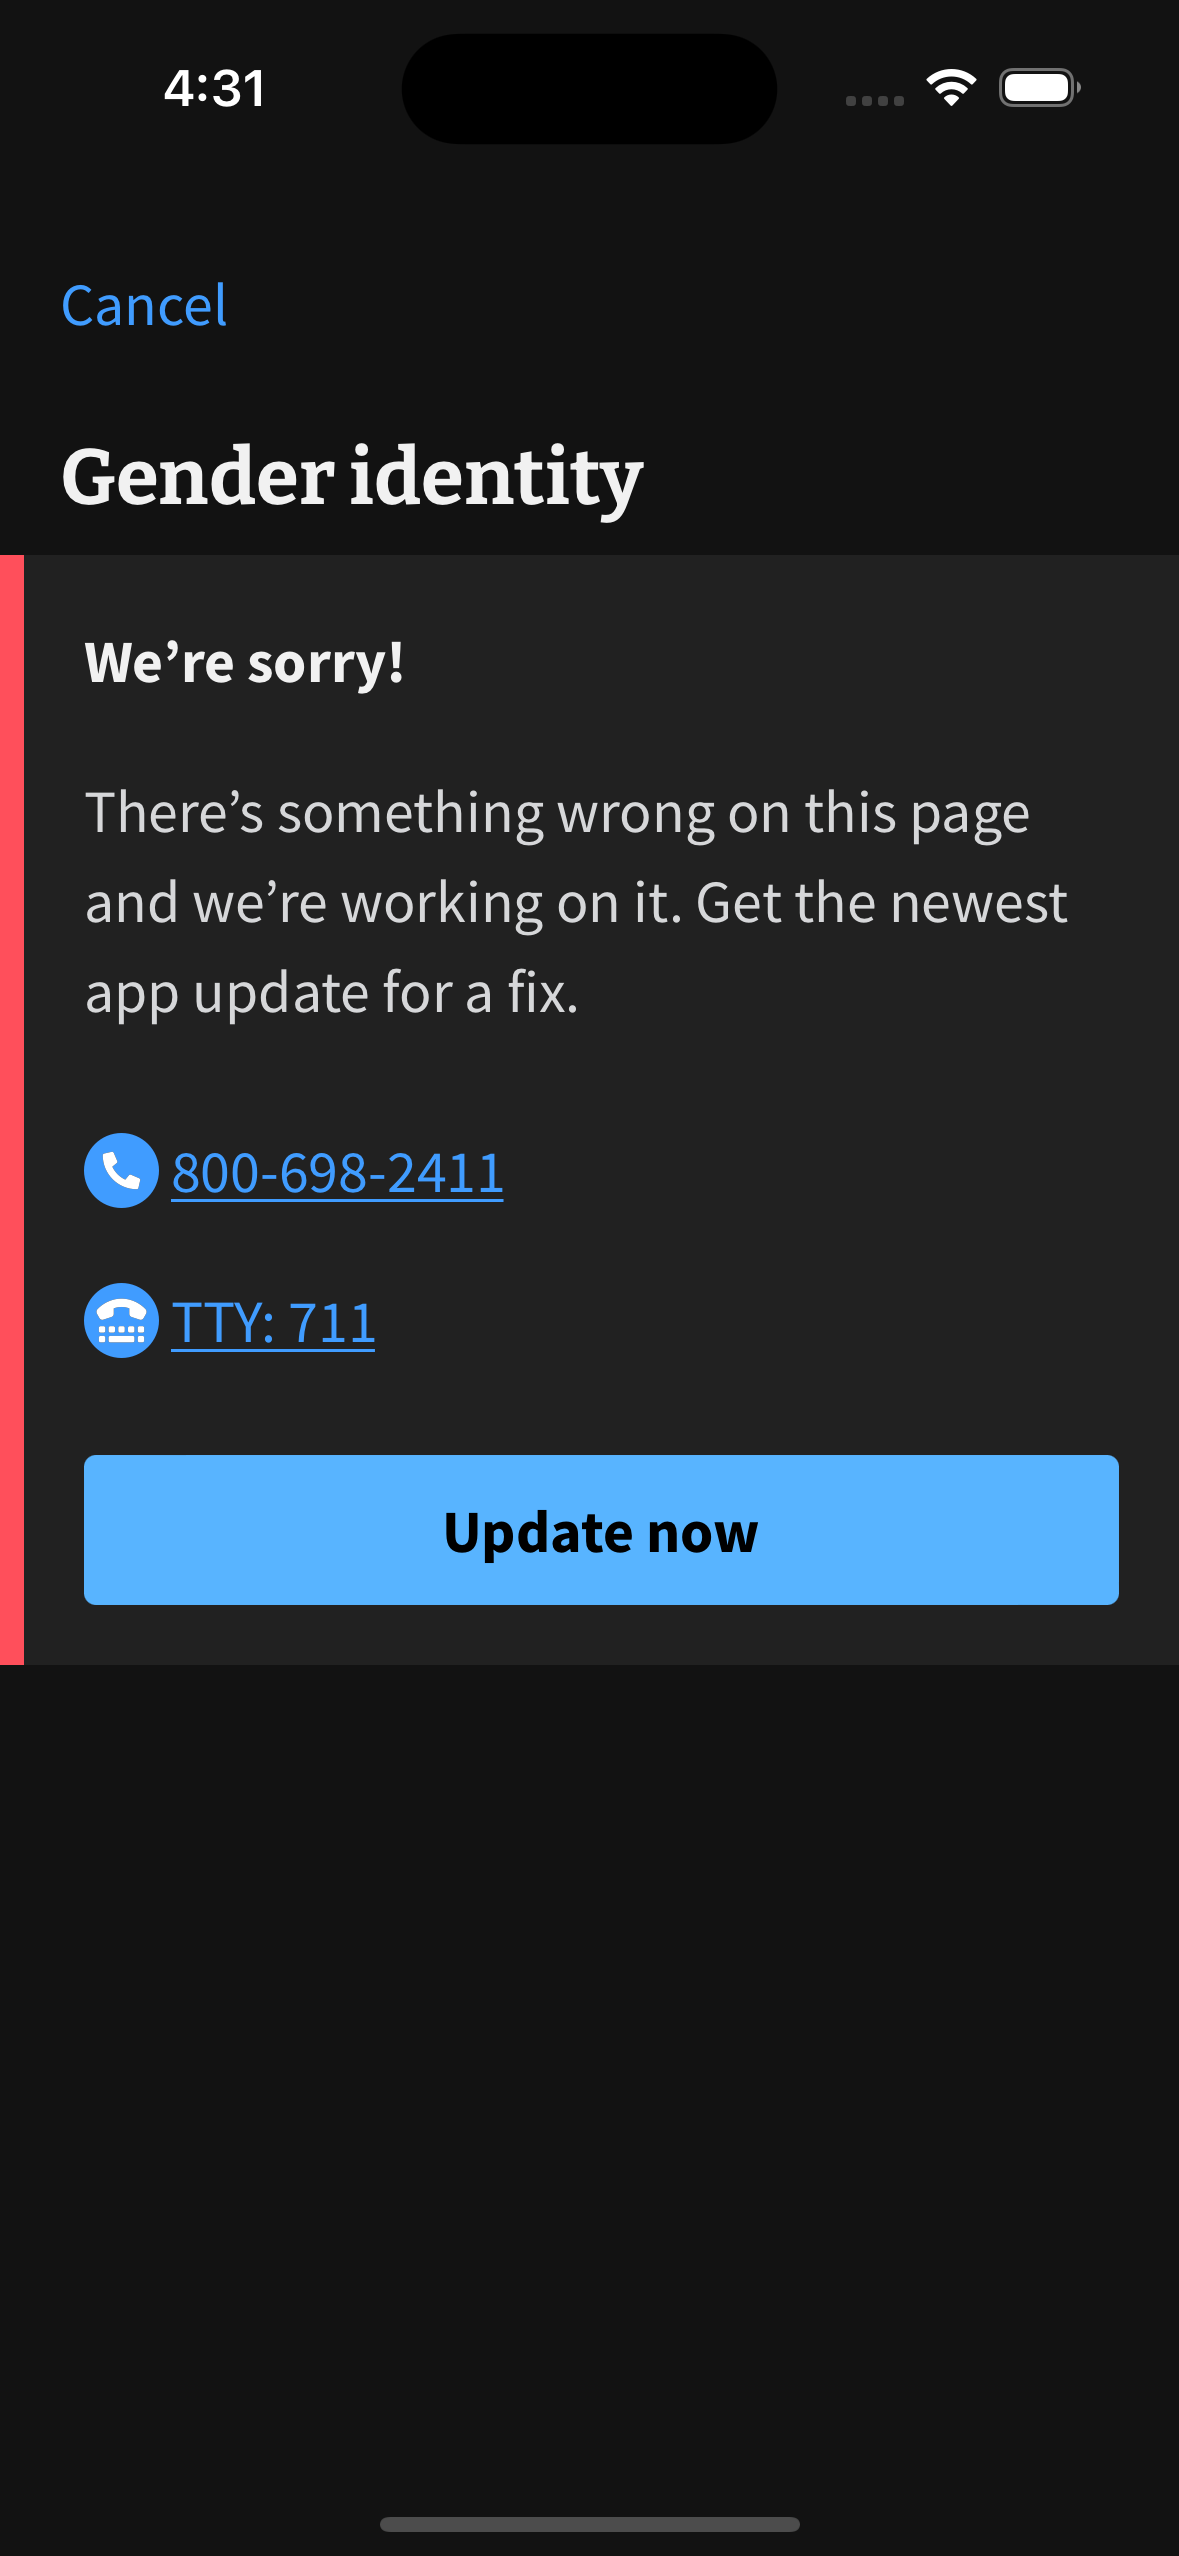 4:31
Cancel
Gender identity
We’re sorry!
There’s something wrong on this page
and we’re working on it. Get the newest
app update for a fix.
800-698-2411
TTY: 711
Update now